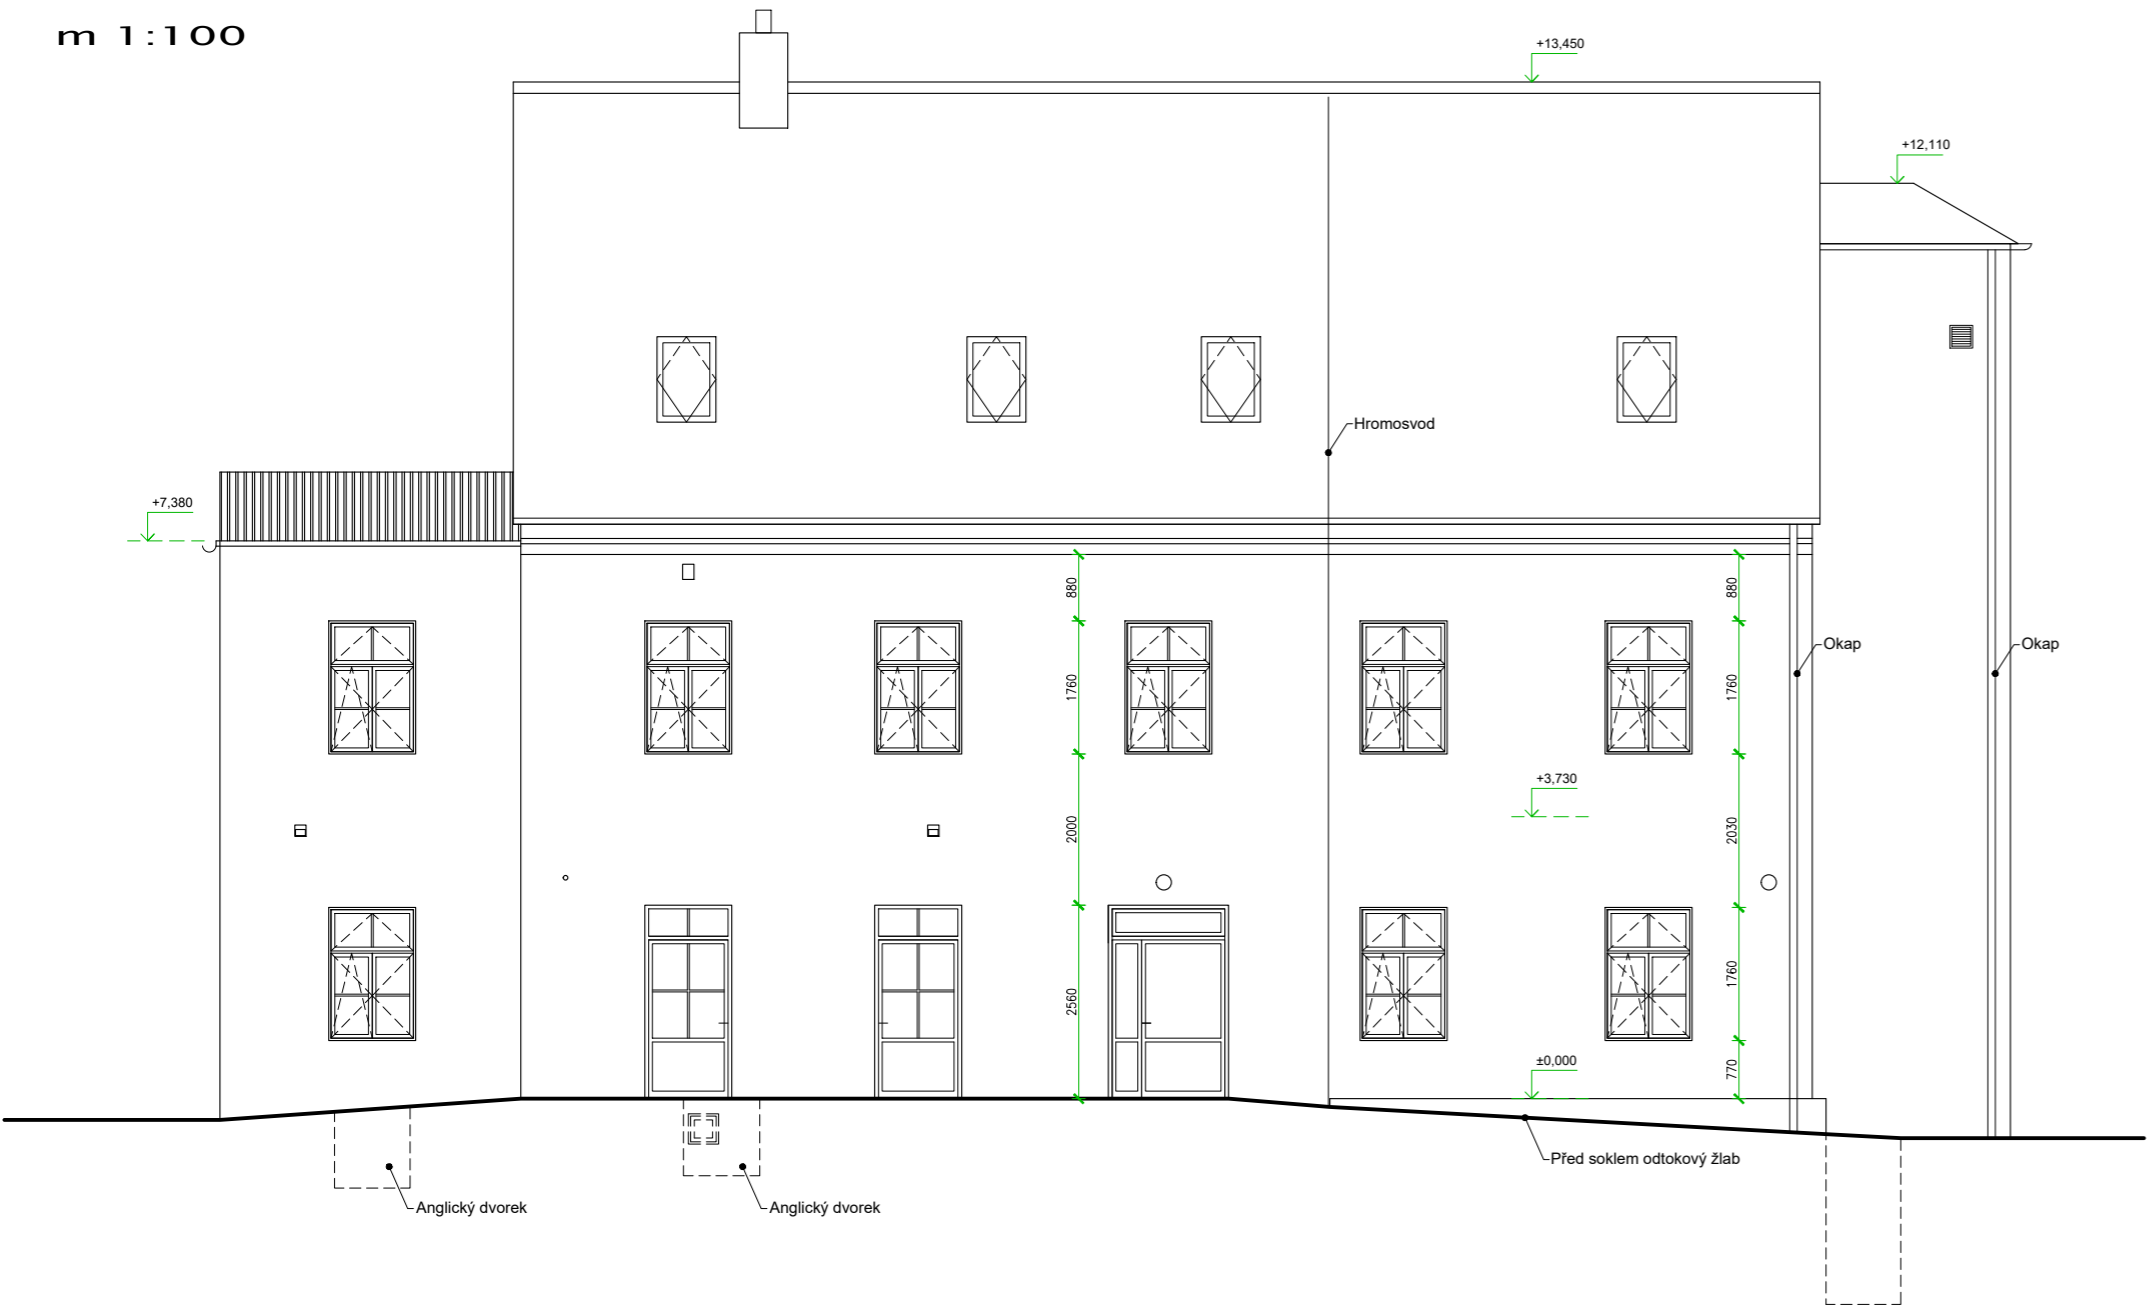 m 1:100
+13,450
+12,110
Hromosvod
+7,380
880
880
Okap
Okap
1760
1760
+3,730
2000
2030
1760
2560
±0,000
770
Před soklem odtokový žlab
Anglický dvorek
Anglický dvorek